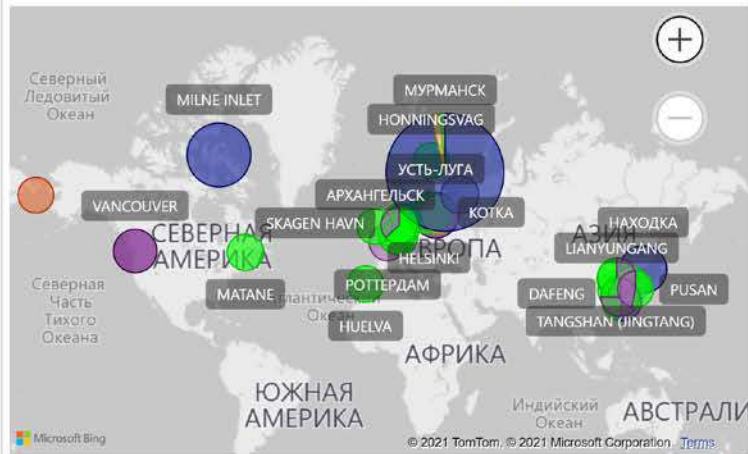 +
Северный
Ледовитый
Океан
MILNE INLET
МУРМАНСК
HONNINGSVAG
−
УСТЬ-ЛУГА
АРХАНГЕЛЬСК
VANCOUVER
SKAGEN HAVN
КОТКА
НАХОДКА
СЕВЕРНАЯ
АМЕРИКА
АЗИЯ
LIANYUNGANG
HELSINKI
MATANE
РОТТЕРДАМ
DAFENG
PUSAN
Северная
Часть
Тихого
Океана
Океан
HUELVA
TANGSHAN (JINGTANG)
АФРИКА
ЮЖНАЯ
АМЕРИКА
Индийский
Океан
АВСТРАЛИ
Microsoft Bing
© 2021 TomTom, © 2021 Microsoft Corporation Terms